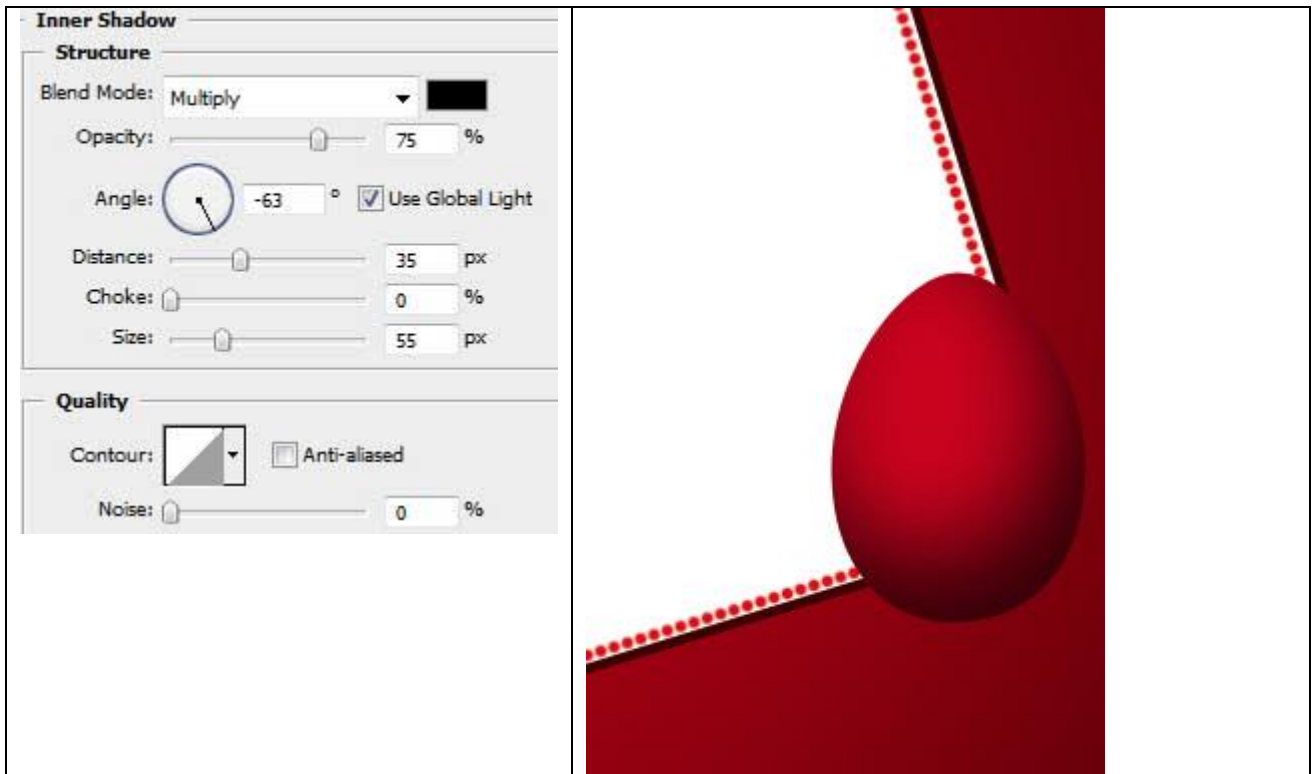 Inner Shadow
Structure
Blend Mode: Multiply
Opacity: 75 %
Angle: -63 ° Use Global Light
Distance: 35 px
Choke: 0 %
Size: 55 px
Quality
Contour: Anti-aliased
Noise: 0 %